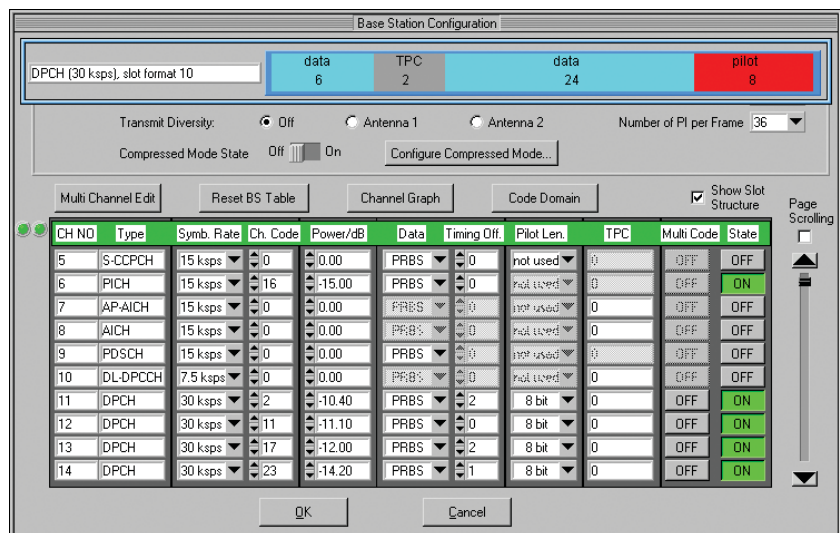 Base Station Configuration
data TPC data pilot
DPCH (30 ksps), slot format 10
6 2 24 8
Transmit Diversity: Off Antenna 1 Antenna 2 Number of PI per Frame 36
Compressed Mode State Off On Configure Compressed Mode...
Multi Channel Edit Reset BS Table Channel Graph Code Domain Show Slot Structure Page Scrolling
CH NO Type Symb. Rate Ch. Code Power/dB Data Timing Off. Pilot Len. TPC Multi Code State
5 S-CCPCH 15 ksps 0 0.00 PRBS 0 not used 0 OFF OFF
6 PICH 15 ksps 16 -15.00 PRBS 0 not used 0 OFF ON
7 AP-AICH 15 ksps 0 0.00 PRBS 0 not used 0 OFF OFF
8 AICH 15 ksps 0 0.00 PRBS 0 not used 0 OFF OFF
9 PDSCH 15 ksps 0 0.00 PRBS 0 not used 0 OFF OFF
10 DL-DPCCH 7.5 ksps 0 0.00 PRBS 0 not used 0 OFF OFF
11 DPCH 30 ksps 2 -10.40 PRBS 2 8 bit 0 OFF ON
12 DPCH 30 ksps 11 -11.10 PRBS 0 8 bit 0 OFF ON
13 DPCH 30 ksps 17 -12.00 PRBS 2 8 bit 0 OFF ON
14 DPCH 30 ksps 23 -14.20 PRBS 1 8 bit 0 OFF ON
OK Cancel